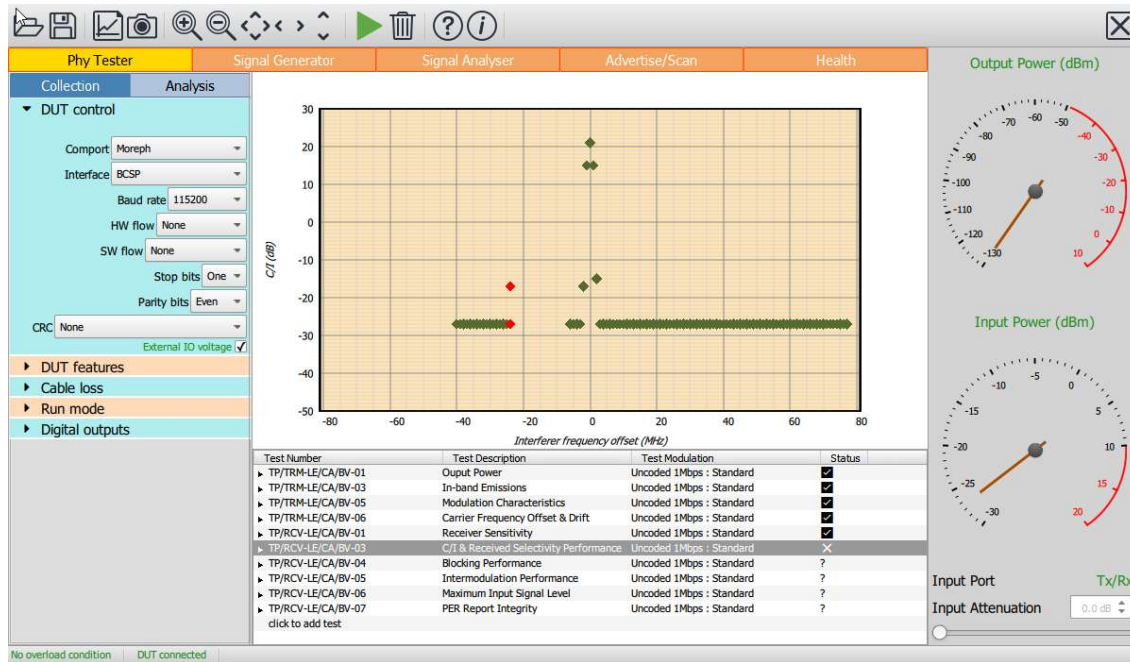 Phy Tester Signal Generator Signal Analyser Advertise/Scan Health
Collection Analysis
DUT control
Comport Moreph
Interface BCSP
Baud rate 115200
HW flow None
SW flow None
Stop bits One
Parity bits Even
CRC None
External IO voltage
DUT features
Cable loss
Run mode
Digital outputs
30
20
10
0
-10
-20
-30
-40
-50
C/I (dB)
-80 -60 -40 -20 0 20 40 60 80
Interferer frequency offset (MHz)
Test Number Test Description Test Modulation Status
TP/TRM-LE/CA/BV-01 Ouput Power Uncoded 1Mbps : Standard
TP/TRM-LE/CA/BV-03 In-band Emissions Uncoded 1Mbps : Standard
TP/TRM-LE/CA/BV-05 Modulation Characteristics Uncoded 1Mbps : Standard
TP/TRM-LE/CA/BV-06 Carrier Frequency Offset & Drift Uncoded 1Mbps : Standard
TP/RCV-LE/CA/BV-01 Receiver Sensitivity Uncoded 1Mbps : Standard
TP/RCV-LE/CA/BV-03 C/I & Received Selectivity Performance Uncoded 1Mbps : Standard
TP/RCV-LE/CA/BV-04 Blocking Performance Uncoded 1Mbps : Standard ?
TP/RCV-LE/CA/BV-05 Intermodulation Performance Uncoded 1Mbps : Standard ?
TP/RCV-LE/CA/BV-06 Maximum Input Signal Level Uncoded 1Mbps : Standard ?
TP/RCV-LE/CA/BV-07 PER Report Integrity Uncoded 1Mbps : Standard ?
click to add test
Output Power (dBm)
-130 -120 -110 -100 -90 -80 -70 -60 -50 -40 -30 -20 -10 0 10
Input Power (dBm)
-30 -25 -20 -15 -10 -5 0 5 10 15 20
Input Port Tx/Rx
Input Attenuation 0.0 dB
No overload condition DUT connected